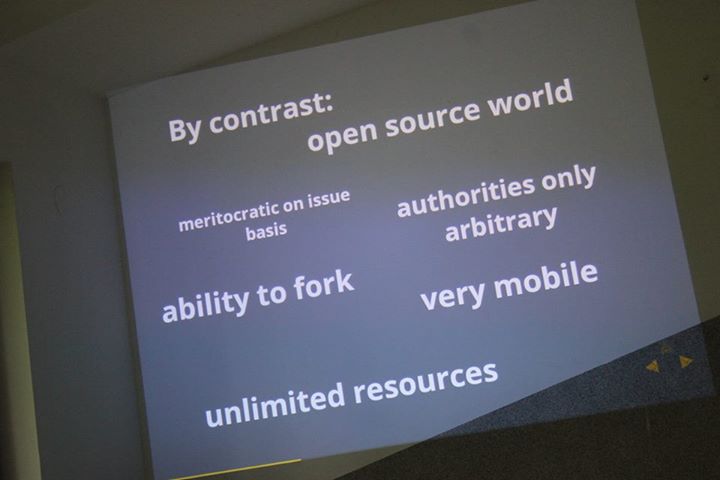 By contrast:
open source world
meritocratic on issue
basis
authorities only
arbitrary
ability to fork
very mobile
unlimited resources